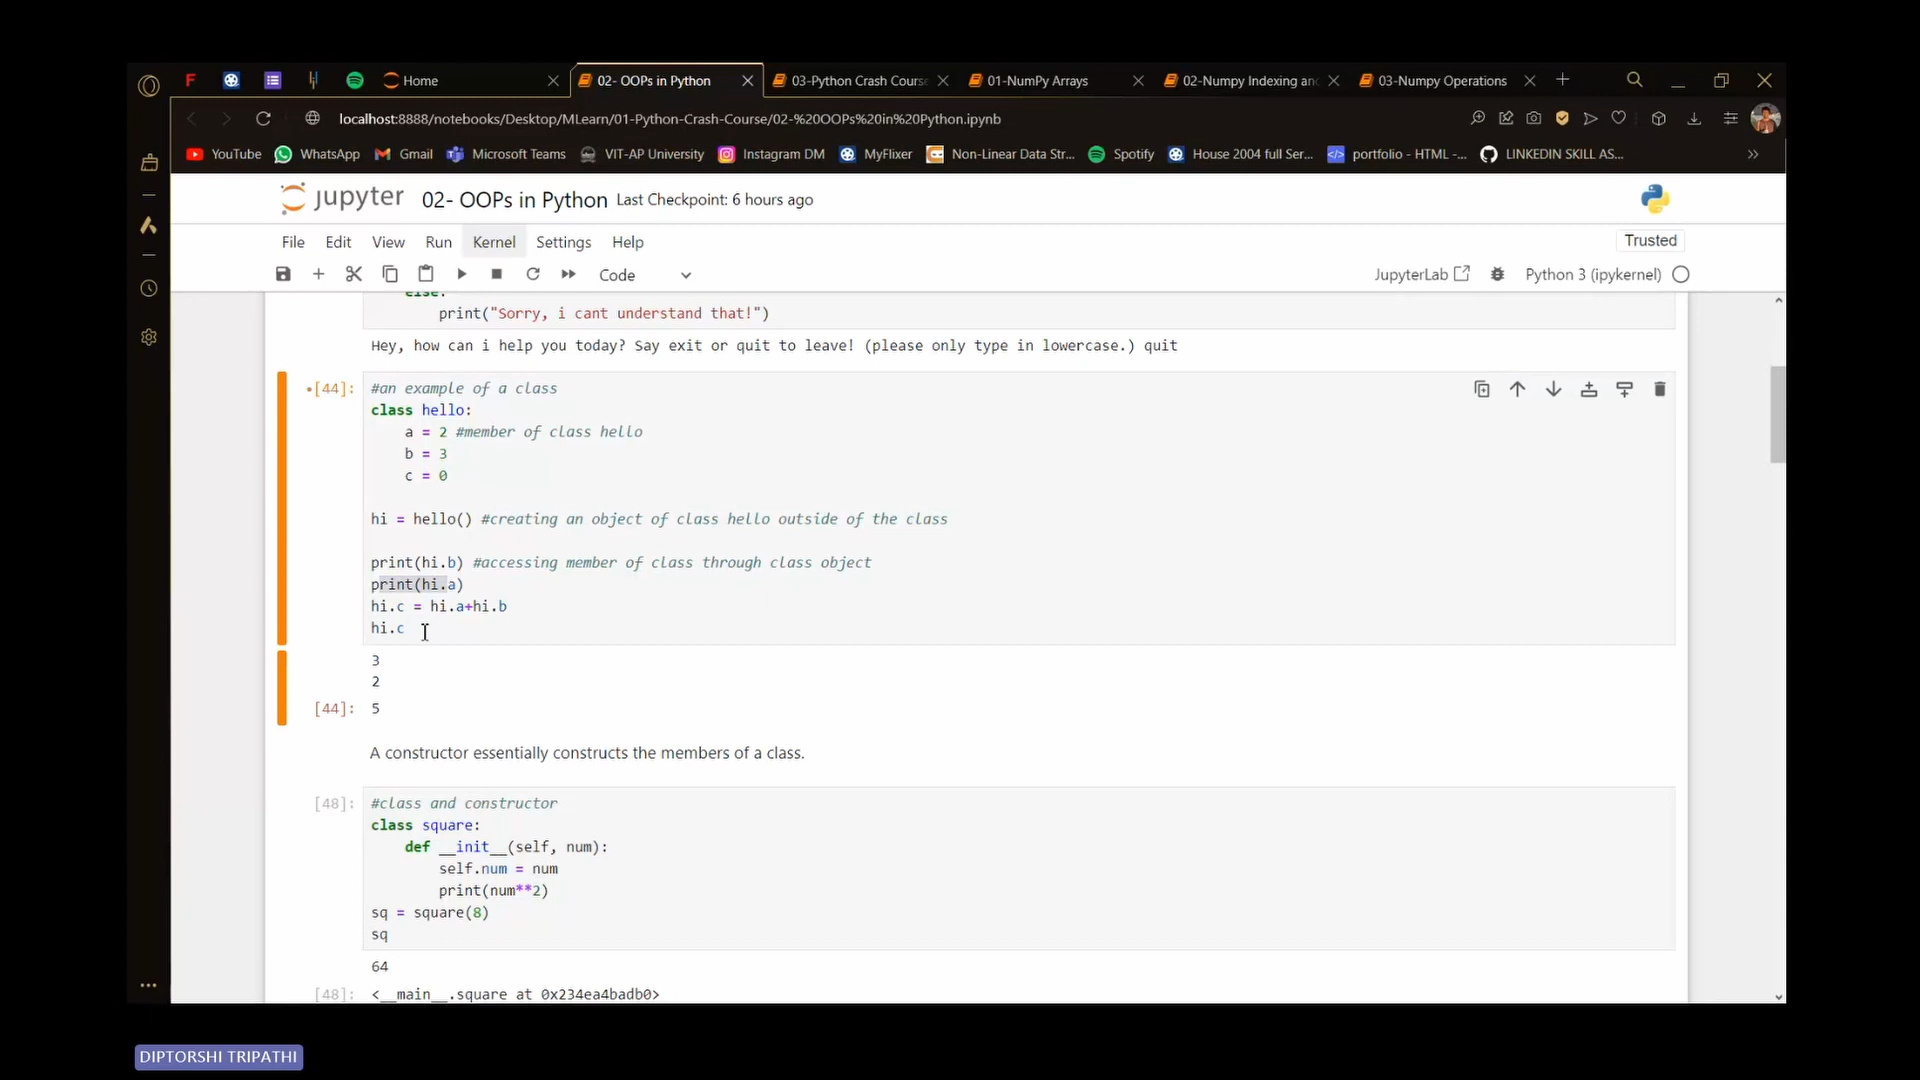 F
Home
02- OOPs in Python
03-Python Crash Course
01-NumPy Arrays
02-Numpy Indexing an
03-Numpy Operations
localhost:8888/notebooks/Desktop/MLearn/01-Python-Crash-Course/02-%20OOPs%20in%20Python.ipynb
YouTube
WhatsApp
Gmail
Microsoft Teams
VIT-AP University
Instagram DM
MyFlixer
Non-Linear Data Str...
Spotify
House 2004 full Ser...
portfolio - HTML -...
LINKEDIN SKILL AS...
jupyter 02- OOPs in Python Last Checkpoint: 6 hours ago
File Edit View Run Kernel Settings Help
Trusted
Code
JupyterLab
Python 3 (ipykernel)
else:
print("Sorry, i cant understand that!")
Hey, how can i help you today? Say exit or quit to leave! (please only type in lowercase.) quit
•[44]: #an example of a class
class hello:
a = 2 #member of class hello
b = 3
c = 0
hi = hello() #creating an object of class hello outside of the class
print(hi.b) #accessing member of class through class object
print(hi.a)
hi.c = hi.a+hi.b
hi.c
3
2
[44]: 5
A constructor essentially constructs the members of a class.
[48]: #class and constructor
class square:
def __init__(self, num):
self.num = num
print(num**2)
sq = square(8)
sq
64
[48]: <__main__.square at 0x234ea4badb0>
DIPTORSHI TRIPATHI